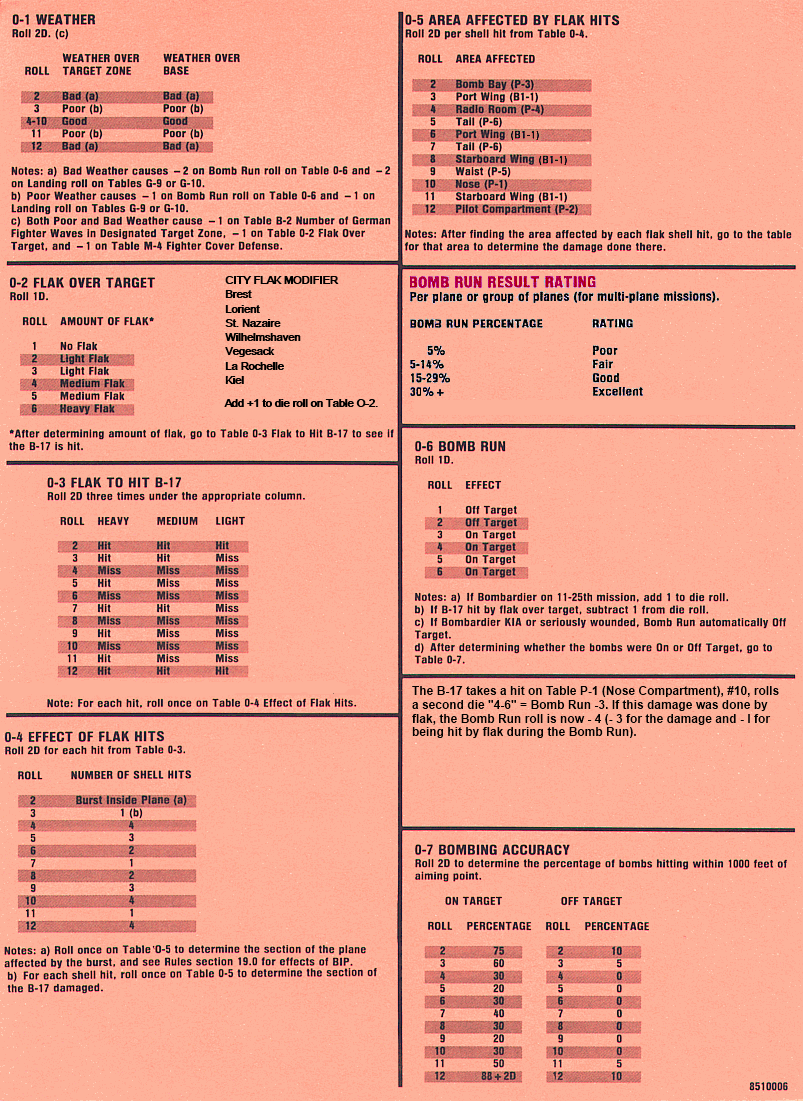 0-1 WEATHER
Roll 2D. (c)
WEATHER OVER WEATHER OVER
ROLL TARGET ZONE BASE
2 Bad (a) Bad (a)
3 Poor (b) Poor (b)
4-10 Good Good
11 Poor (b) Poor (b)
12 Bad (a) Bad (a)
Notes: a) Bad Weather causes –2 on Bomb Run roll on Table 0-6 and –2
on Landing roll on Tables G-9 or G-10.
b) Poor Weather causes –1 on Bomb Run roll on Table 0-6 and –1 on
Landing roll on Tables G-9 or G-10.
c) Both Poor and Bad Weather cause –1 on Table B-2 Number of German
Fighter Waves in Designated Target Zone, –1 on Table 0-2 Flak Over
Target, and –1 on Table M-4 Fighter Cover Defense.
0-2 FLAK OVER TARGET
Roll 1D.
ROLL AMOUNT OF FLAK*
1 No Flak
2 Light Flak
3 Light Flak
4 Medium Flak
5 Medium Flak
6 Heavy Flak
CITY FLAK MODIFIER
Brest
Lorient
St. Nazaire
Wilhelmshaven
Vegesack
La Rochelle
Kiel
Add +1 to die roll on Table O-2.
*After determining amount of flak, go to Table 0-3 Flak to Hit B-17 to see if
the B-17 is hit.
0-3 FLAK TO HIT B-17
Roll 2D three times under the appropriate column.
ROLL HEAVY MEDIUM LIGHT
2 Hit Hit Hit
3 Hit Hit Miss
4 Miss Miss Miss
5 Hit Miss Miss
6 Miss Miss Miss
7 Hit Hit Miss
8 Miss Miss Miss
9 Hit Miss Miss
10 Miss Miss Miss
11 Hit Miss Miss
12 Hit Hit Hit
Note: For each hit, roll once on Table 0-4 Effect of Flak Hits.
0-4 EFFECT OF FLAK HITS
Roll 2D for each hit from Table 0-3.
ROLL NUMBER OF SHELL HITS
2 Burst Inside Plane (a)
3 1 (b)
4 4
5 3
6 2
7 1
8 2
9 3
10 4
11 1
12 4
Notes: a) Roll once on Table 0-5 to determine the section of the plane
affected by the burst, and see Rules section 19.0 for effects of BIP.
b) For each shell hit, roll once on Table 0-5 to determine the section of
the B-17 damaged.
0-5 AREA AFFECTED BY FLAK HITS
Roll 2D per shell hit from Table 0-4.
ROLL AREA AFFECTED
2 Bomb Bay (P-3)
3 Port Wing (B1-1)
4 Radio Room (P-4)
5 Tail (P-6)
6 Port Wing (B1-1)
7 Tail (P-6)
8 Starboard Wing (B1-1)
9 Waist (P-5)
10 Nose (P-1)
11 Starboard Wing (B1-1)
12 Pilot Compartment (P-2)
Notes: After finding the area affected by each flak shell hit, go to the table
for that area to determine the damage done there.
BOMB RUN RESULT RATING
Per plane or group of planes (for multi-plane missions).
BOMB RUN PERCENTAGE RATING
5% Poor
5-14% Fair
15-29% Good
30% + Excellent
0-6 BOMB RUN
Roll 1D.
ROLL EFFECT
1 Off Target
2 Off Target
3 On Target
4 On Target
5 On Target
6 On Target
Notes: a) If Bombardier on 11-25th mission, add 1 to die roll.
b) If B-17 hit by flak over target, subtract 1 from die roll.
c) If Bombardier KIA or seriously wounded, Bomb Run automatically Off
Target.
d) After determining whether the bombs were On or Off Target, go to
Table 0-7.
The B-17 takes a hit on Table P-1 (Nose Compartment), #10, rolls
a second die "4-6" = Bomb Run -3. If this damage was done by
flak, the Bomb Run roll is now - 4 (- 3 for the damage and - I for
being hit by flak during the Bomb Run).
0-7 BOMBING ACCURACY
Roll 2D to determine the percentage of bombs hitting within 1000 feet of
aiming point.
ON TARGET OFF TARGET
ROLL PERCENTAGE ROLL PERCENTAGE
2 75 2 10
3 60 3 5
4 30 4 0
5 20 5 0
6 30 6 0
7 40 7 0
8 30 8 0
9 20 9 0
10 30 10 0
11 50 11 5
12 88+2D 12 10
8510006